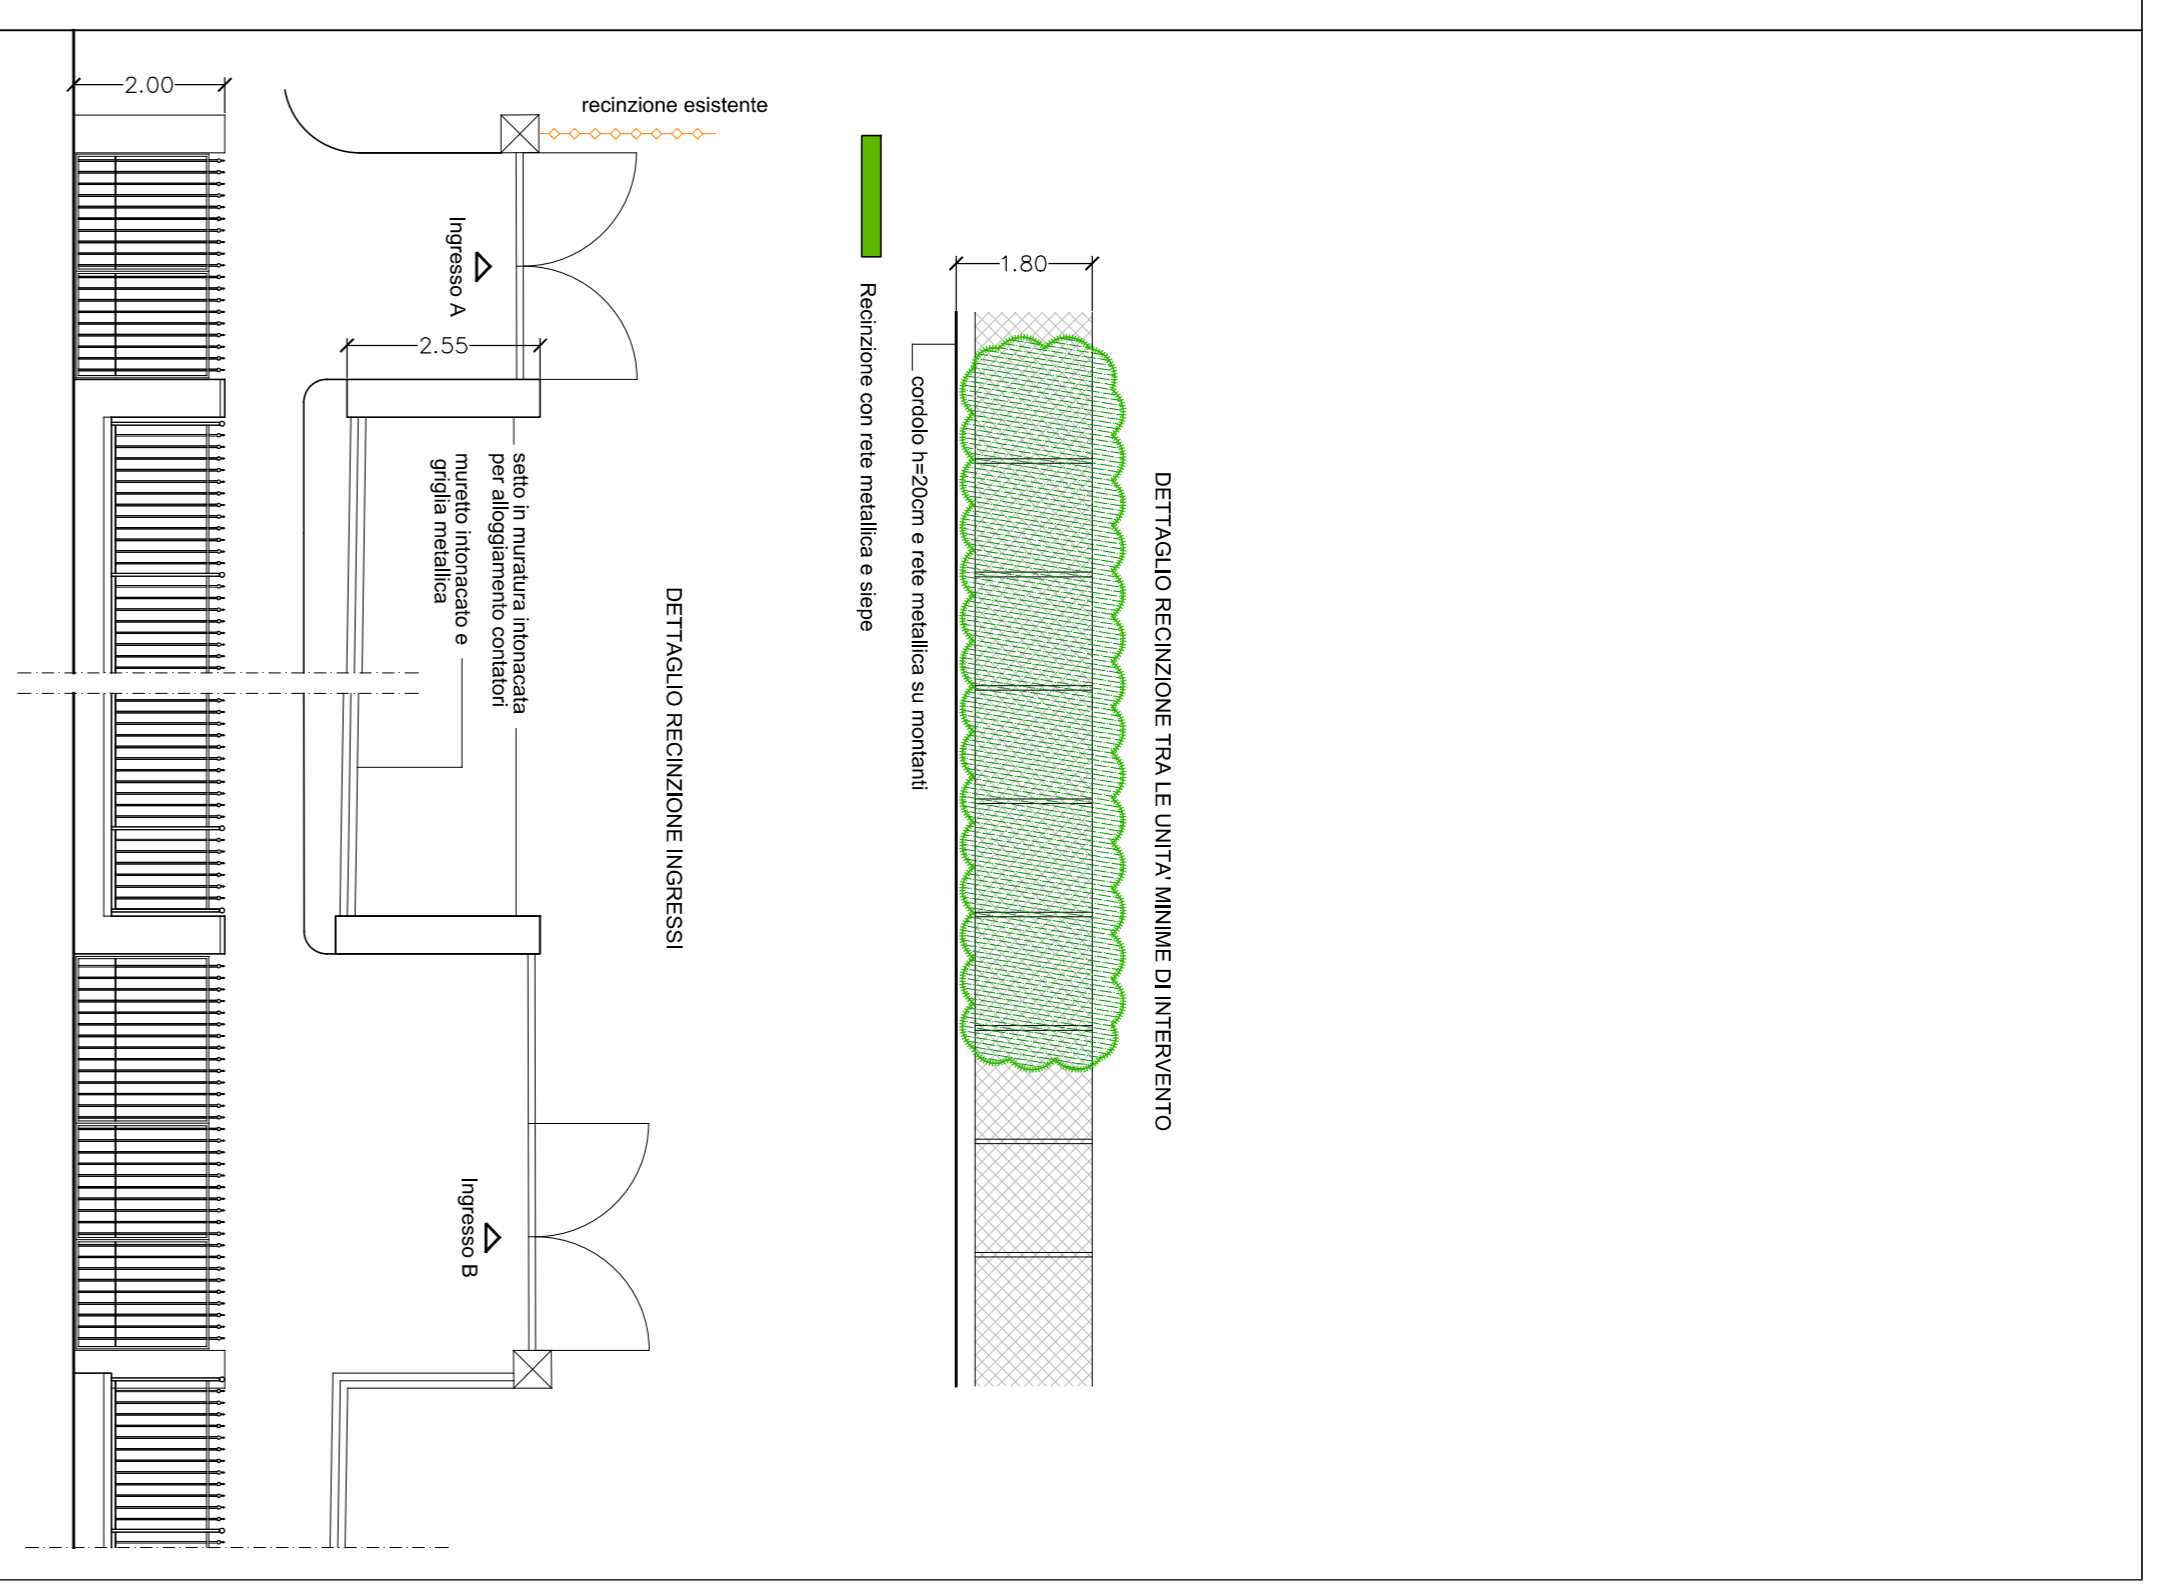 DETTAGLIO RECINZIONE TRA LE UNITA' MINIME DI INTERVENTO
1.80
cordolo h=20cm e rete metallica su montanti
Recinzione con rete metallica e siepe
DETTAGLIO RECINZIONE INGRESSI
recinzione esistente
setto in muratura intonacata
per alloggiamento contatori
muretto intonacato e
griglia metallica
2.55
Ingresso A
Ingresso B
2.00